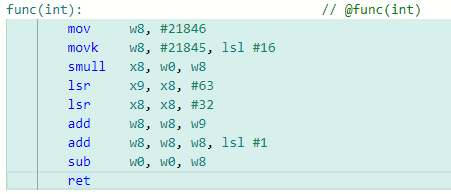 func(int): // @func(int)
mov w8, #21846
movk w8, #21845, lsl #16
smull x8, w0, w8
lsr x9, x8, #63
lsr x8, x8, #32
add w8, w8, w9
add w8, w8, w8, lsl #1
sub w0, w0, w8
ret